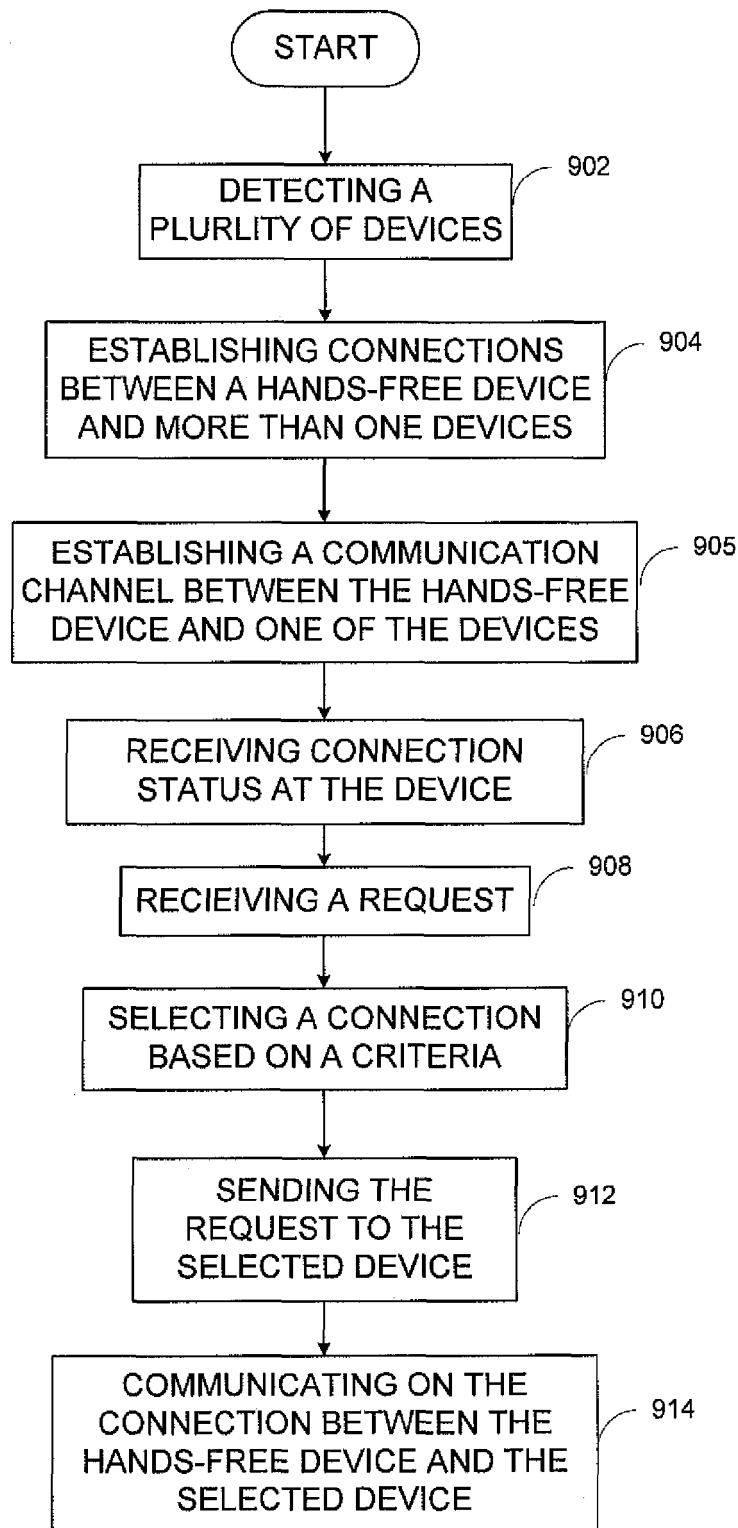 START
902
DETECTING A
PLURLITY OF DEVICES
904
ESTABLISHING CONNECTIONS
BETWEEN A HANDS-FREE DEVICE
AND MORE THAN ONE DEVICES
905
ESTABLISHING A COMMUNICATION
CHANNEL BETWEEN THE HANDS-FREE
DEVICE AND ONE OF THE DEVICES
906
RECEIVING CONNECTION
STATUS AT THE DEVICE
908
RECIEIVING A REQUEST
910
SELECTING A CONNECTION
BASED ON A CRITERIA
912
SENDING THE
REQUEST TO THE
SELECTED DEVICE
914
COMMUNICATING ON THE
CONNECTION BETWEEN THE
HANDS-FREE DEVICE AND THE
SELECTED DEVICE